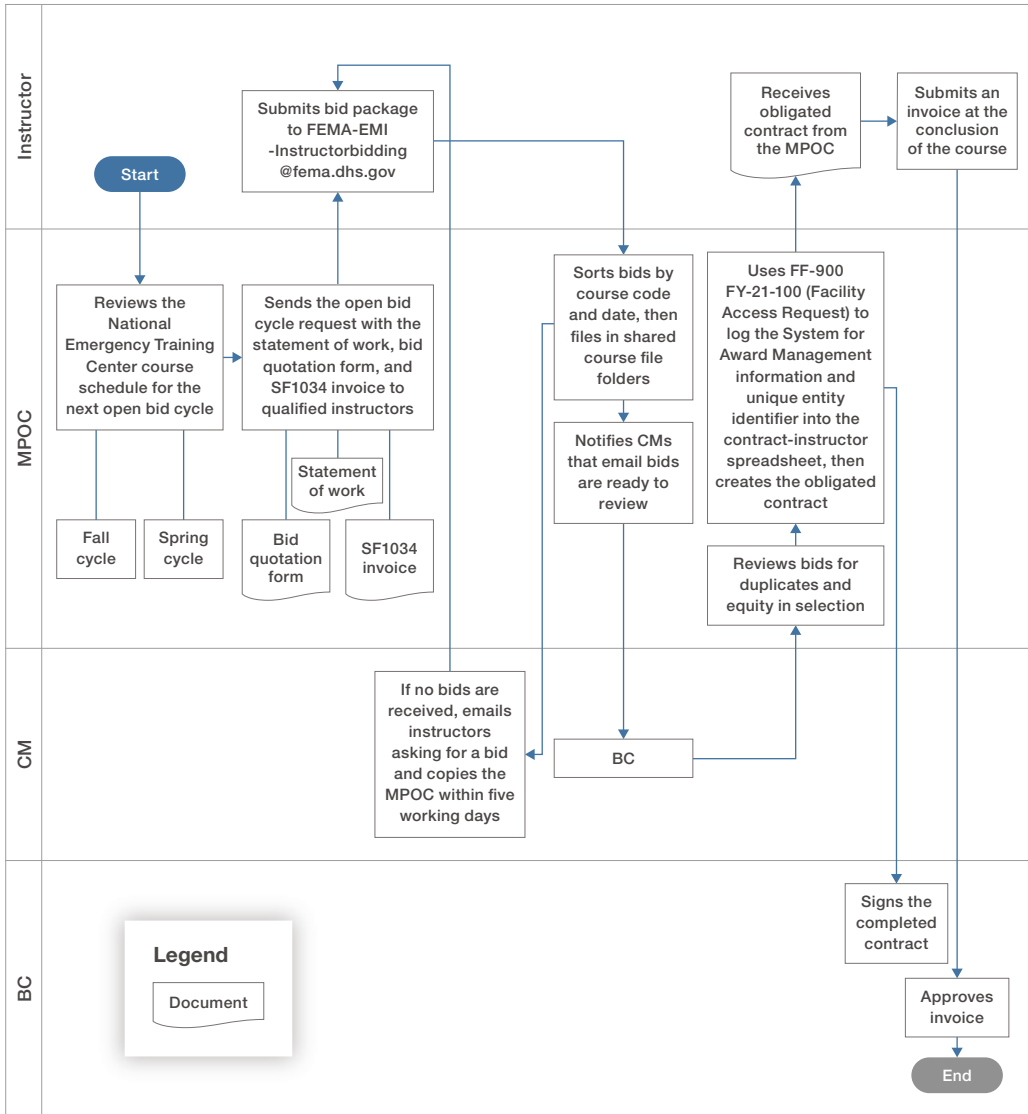 Instructor
Start
Submits bid package
to FEMA-EMI
-Instructorbidding
@fema.dhs.gov
Receives
obligated
contract from
the MPOC
Submits an
invoice at the
conclusion
of the course
MPOC
Reviews the
National
Emergency Training
Center course
schedule for the
next open bid cycle
Fall
cycle
Spring
cycle
Sends the open bid
cycle request with the
statement of work, bid
quotation form, and
SF1034 invoice to
qualified instructors
Statement
of work
Bid
quotation
form
SF1034
invoice
Sorts bids by
course code
and date, then
files in shared
course file
folders
Notifies CMs
that email bids
are ready to
review
Uses FF-900
FY-21-100 (Facility
Access Request) to
log the System for
Award Management
information and
unique entity
identifier into the
contract-instructor
spreadsheet, then
creates the obligated
contract
Reviews bids for
duplicates and
equity in selection
CM
If no bids are
received, emails
instructors
asking for a bid
and copies the
MPOC within five
working days
BC
BC
Legend
Document
Signs the
completed
contract
Approves
invoice
End